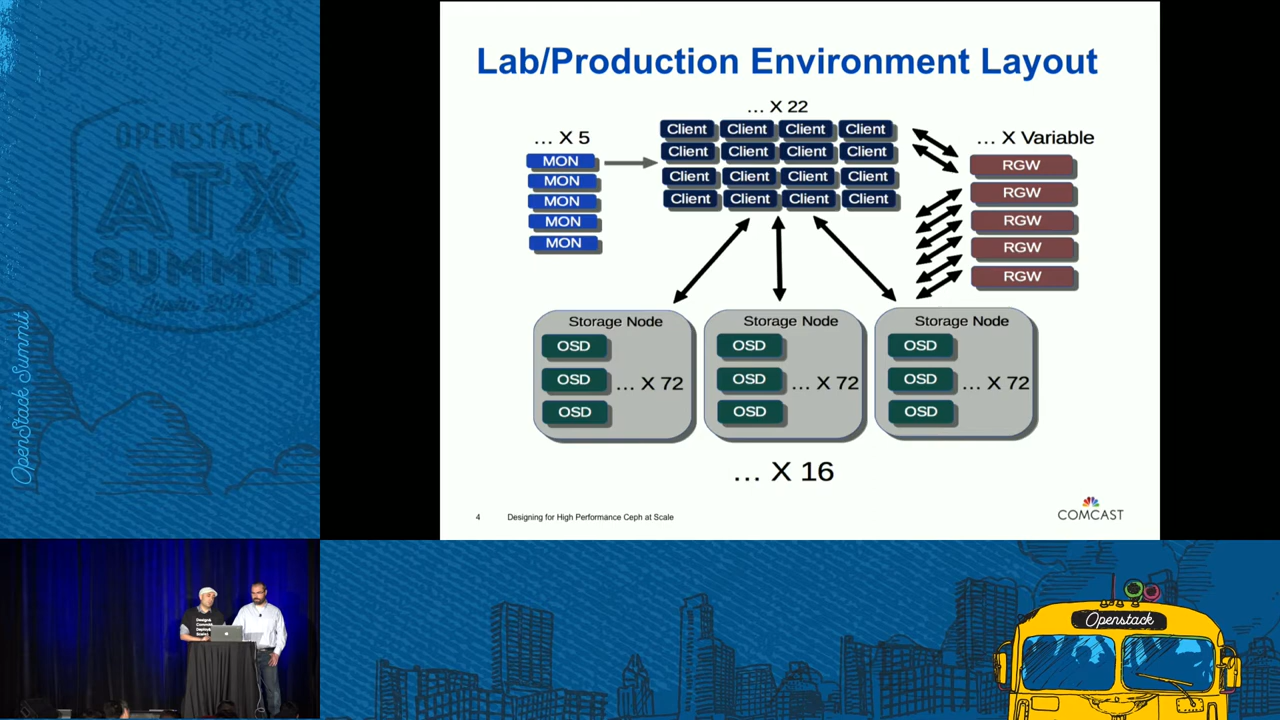 OPENSTACK
SUMMIT
Austin
OpenStack Summit
Lab/Production Environment Layout
… X 22
… X 5
… X Variable
MON
MON
MON
MON
MON
Client Client Client Client
Client Client Client Client
Client Client Client Client
Client Client Client Client
RGW
RGW
RGW
RGW
RGW
Storage Node
OSD
OSD
OSD
… X 72
Storage Node
OSD
OSD
OSD
… X 72
Storage Node
OSD
OSD
OSD
… X 72
… X 16
4 Designing for High Performance Ceph at Scale
COMCAST
Openstack